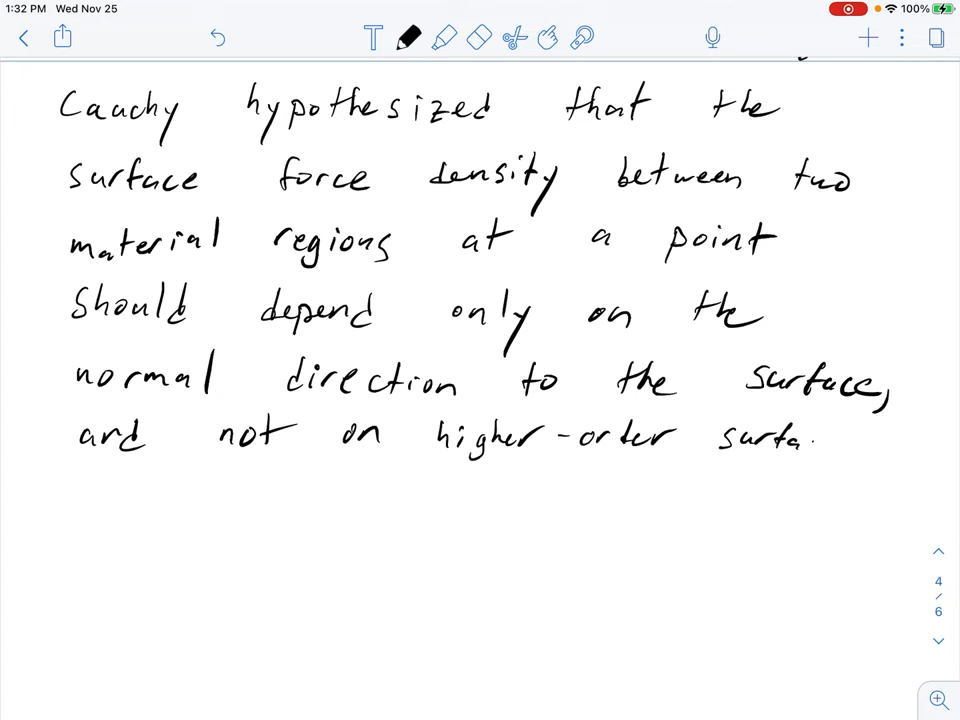 1:32 PM Wed Nov 25
100%
T
Cauchy hypothesized that the
surface force density between two
material regions at a point
Should depend only on the
normal direction to the surface,
and not on higher-order surfa
4
/
6